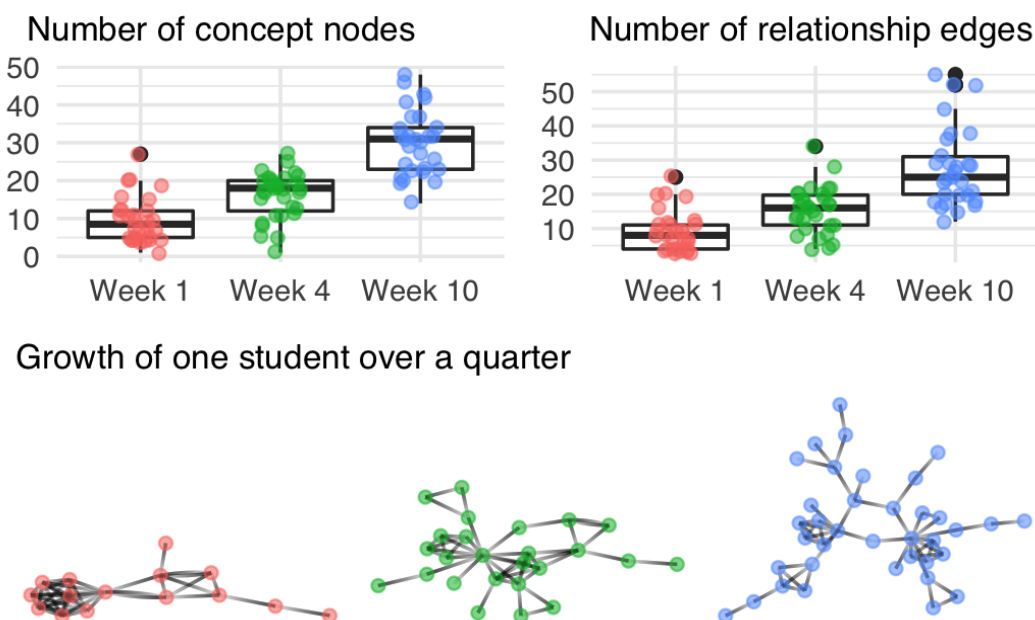 Number of concept nodes
50
40
30
20
10
0
Week 1 Week 4 Week 10
Number of relationship edges
50
40
30
20
10
Week 1 Week 4 Week 10
Growth of one student over a quarter